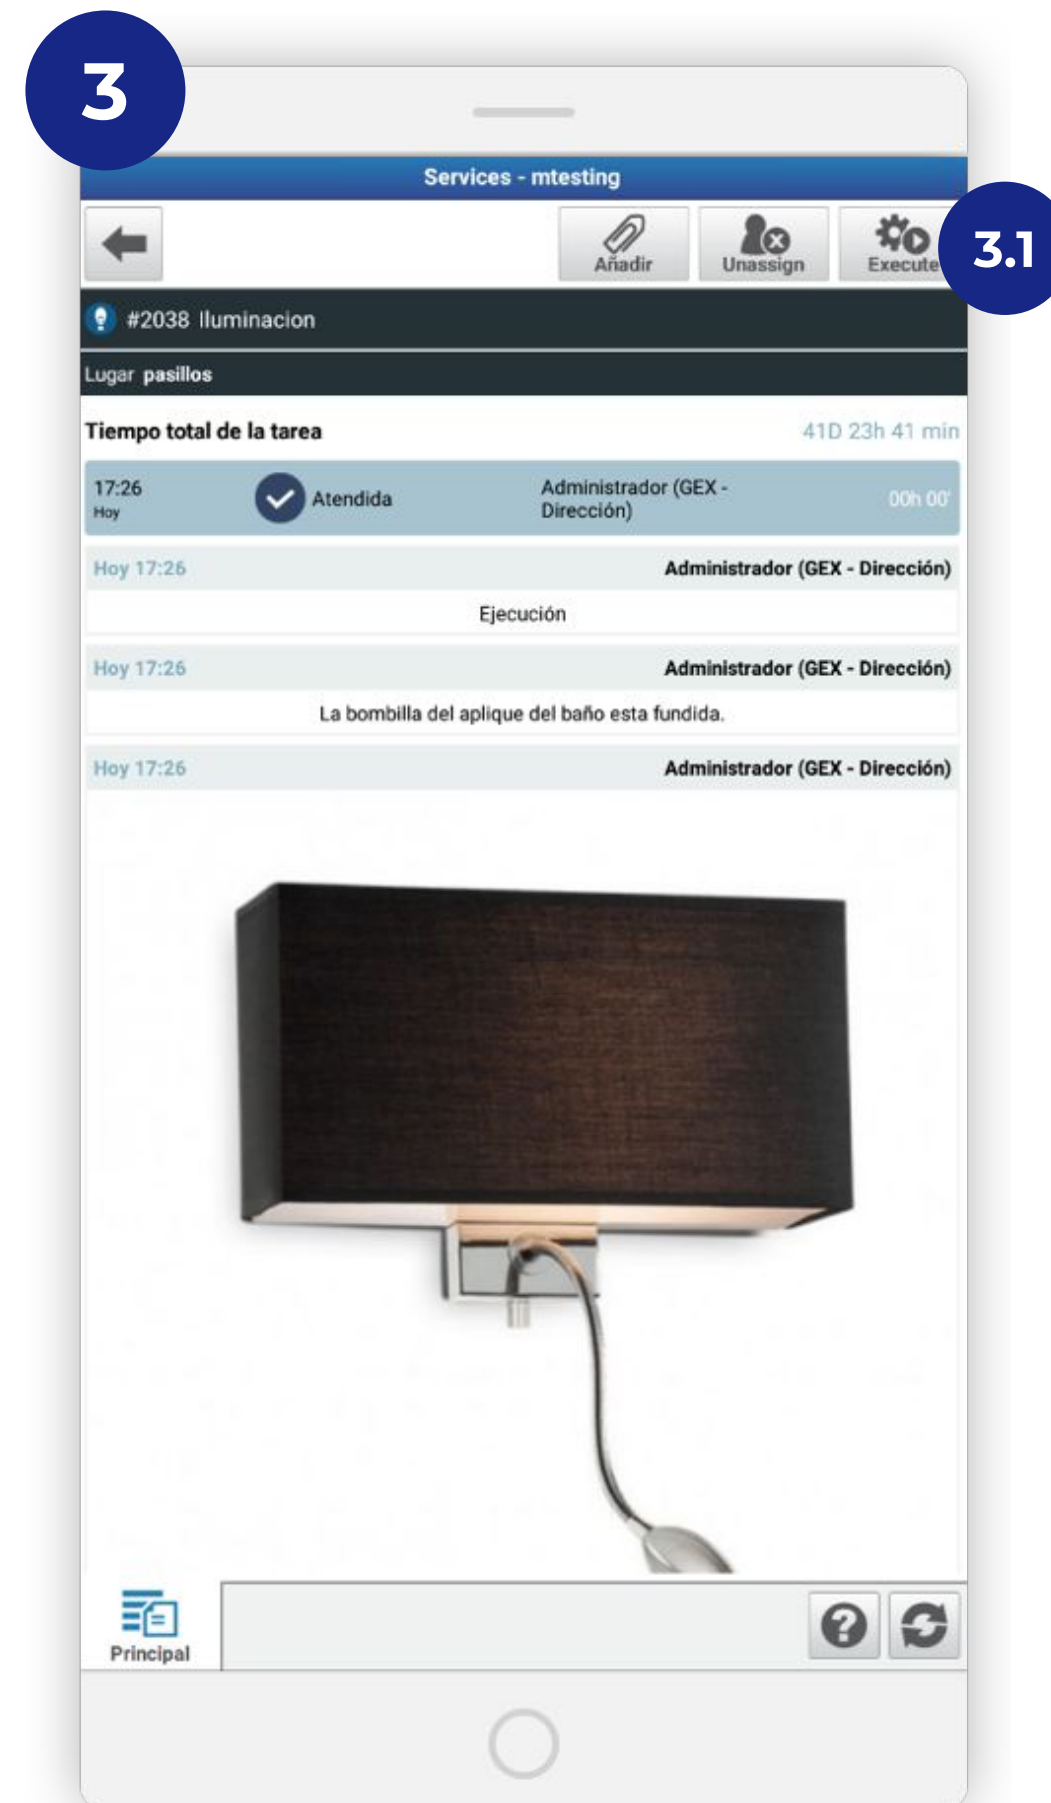 3
Services - mtesting
Añadir
Unassign
Execute
3.1
#2038 Iluminacion
Lugar pasillos
Tiempo total de la tarea 41D 23h 41 min
17:26
Hoy
Atendida
Administrador (GEX -
Dirección)
00h 00'
Hoy 17:26 Administrador (GEX - Dirección)
Ejecución
Hoy 17:26 Administrador (GEX - Dirección)
La bombilla del aplique del baño esta fundida.
Hoy 17:26 Administrador (GEX - Dirección)
Principal
?